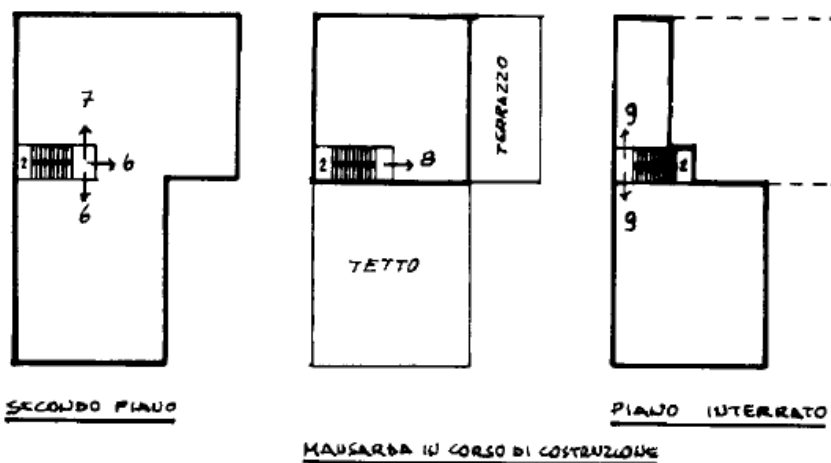 7
2
6
6
SECONDO PIANO
2
8
TERRAZZO
TETTO
MANSARDA IN CORSO DI COSTRUZIONE
9
2
9
PIANO INTERRATO